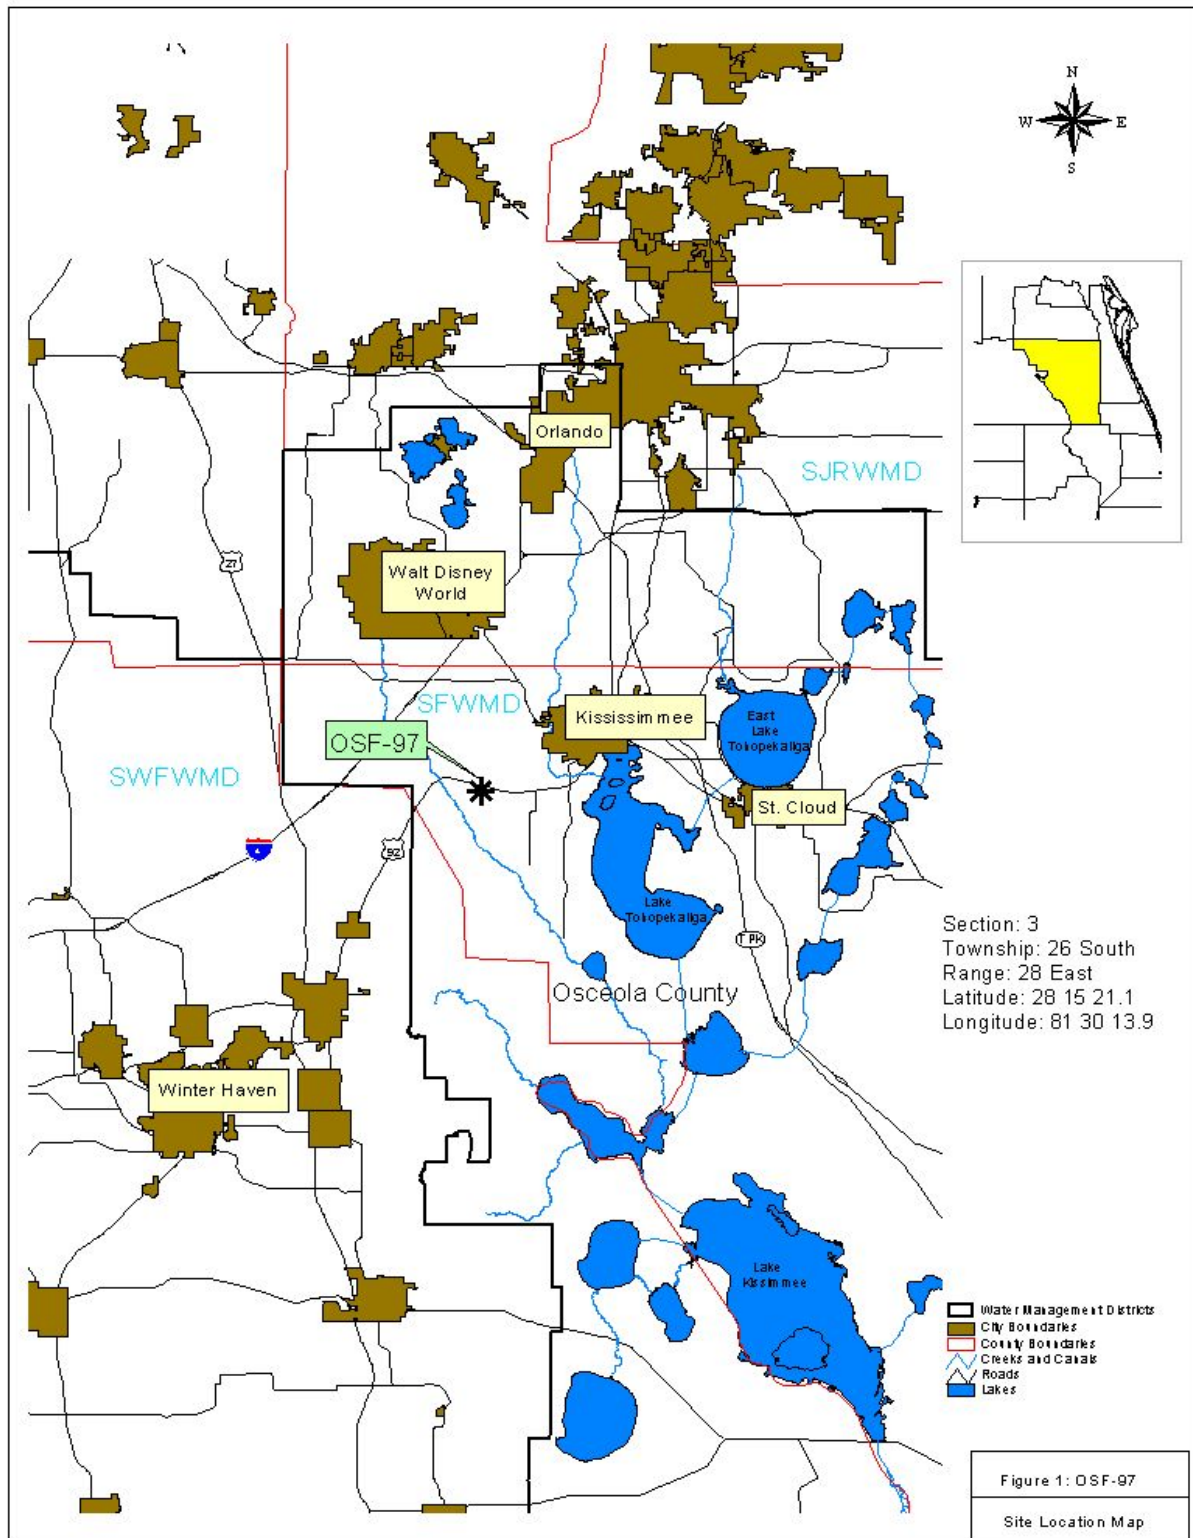 N
W E
S
Orlando
SJRWMD
27
Walt Disney
World
SFWMD
Kississimmee
East
Lake
Tohopekaliga
OSF-97
SWFWMD
St. Cloud
4
92
Lake
Tohopekaliga
TPK
Section: 3
Township: 26 South
Range: 28 East
Latitude: 28 15 21.1
Longitude: 81 30 13.9
Osceola County
Winter Haven
Lake
Kissimmee
Water Management Districts
City Boundaries
County Boundaries
Creeks and Canals
Roads
Lakes
Figure 1: OSF-97
Site Location Map